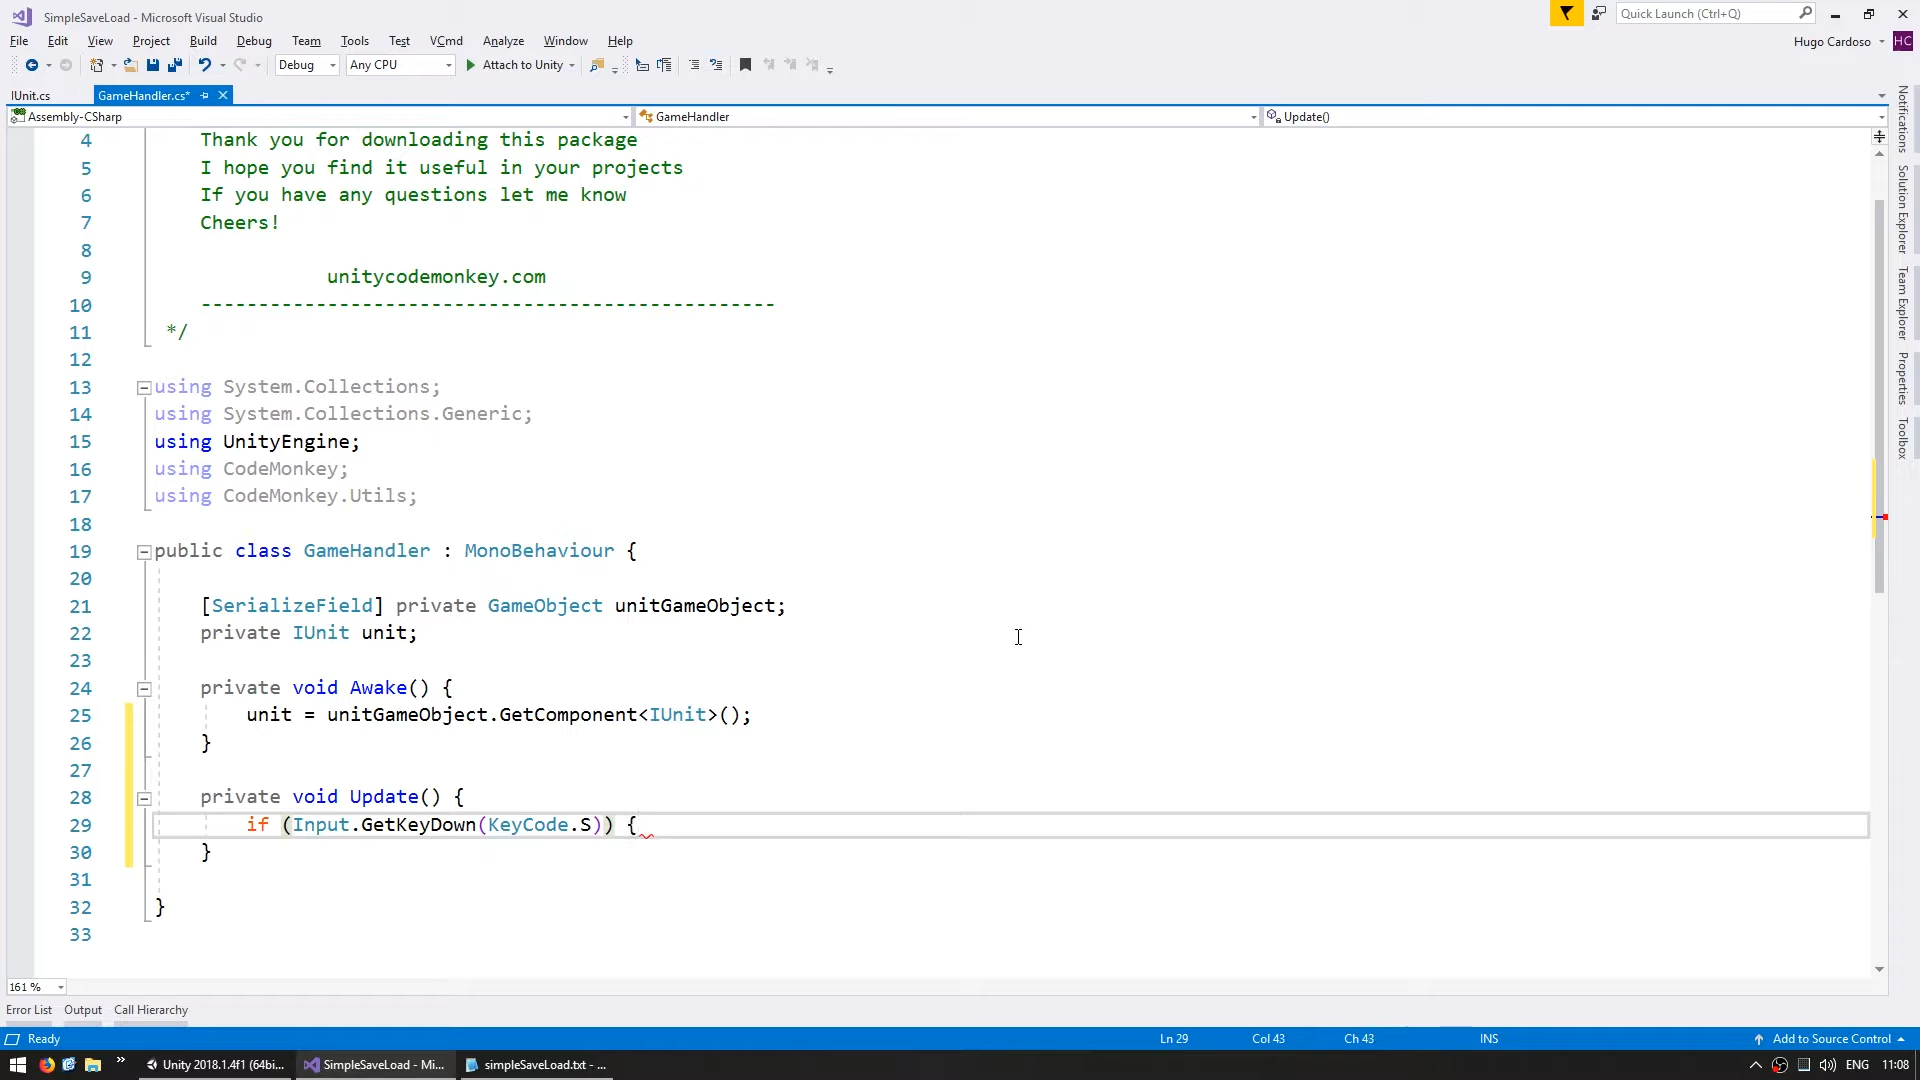 SimpleSaveLoad - Microsoft Visual Studio
Quick Launch (Ctrl+Q)
File Edit View Project Build Debug Team Tools Test VCmd Analyze Window Help
Hugo Cardoso HC
Debug Any CPU Attach to Unity
IUnit.cs GameHandler.cs*
Assembly-CSharp GameHandler Update()
4 Thank you for downloading this package
5 I hope you find it useful in your projects
6 If you have any questions let me know
7 Cheers!
8
9 unitycodemonkey.com
10 --------------------------------------------------
11 */
12
13 using System.Collections;
14 using System.Collections.Generic;
15 using UnityEngine;
16 using CodeMonkey;
17 using CodeMonkey.Utils;
18
19 public class GameHandler : MonoBehaviour {
20
21 [SerializeField] private GameObject unitGameObject;
22 private IUnit unit;
23
24 private void Awake() {
25 unit = unitGameObject.GetComponent<IUnit>();
26 }
27
28 private void Update() {
29 if (Input.GetKeyDown(KeyCode.S)) {
30 }
31
32 }
33
Notifications
Solution Explorer
Team Explorer
Properties
Toolbox
161 %
Error List Output Call Hierarchy
Ready Ln 29 Col 43 Ch 43 INS Add to Source Control
Unity 2018.1.4f1 (64bi... SimpleSaveLoad - Mi... simpleSaveLoad.txt - ... ENG 11:08